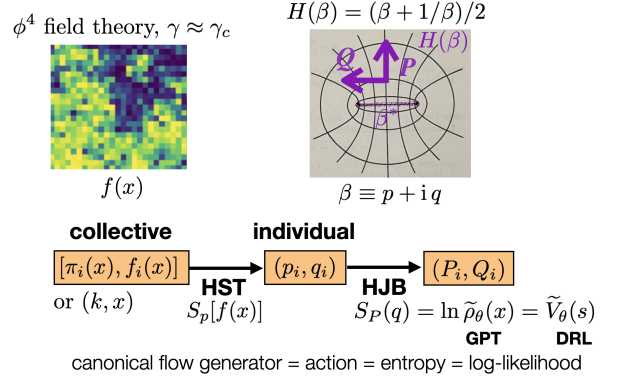 ϕ⁴ field theory, γ ≈ γ_c
f(x)
H(β) = (β + 1/β)/2
H(β)
Q
P
β*
β ≡ p + i q
collective
[π_i(x), f_i(x)]
or (k, x)
HST
S_p[f(x)]
individual
(p_i, q_i)
HJB
(P_i, Q_i)
S_P(q) = ln ρ̃_θ(x) = Ṽ_θ(s)
GPT
DRL
canonical flow generator = action = entropy = log-likelihood